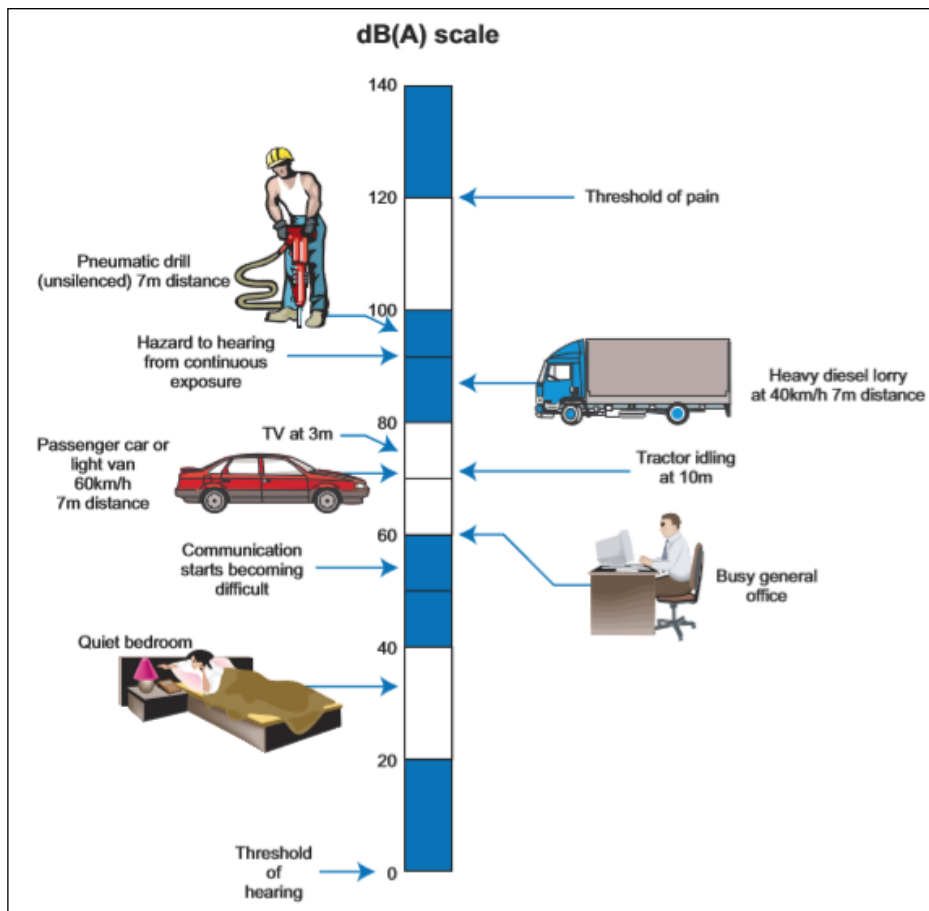 dB(A) scale
140
120
Threshold of pain
Pneumatic drill
(unsilenced) 7m distance
100
Hazard to hearing
from continuous
exposure
Heavy diesel lorry
at 40km/h 7m distance
80
TV at 3m
Passenger car or
light van
60km/h
7m distance
Tractor idling
at 10m
60
Communication
starts becoming
difficult
Busy general
office
40
Quiet bedroom
20
Threshold
of
hearing
0